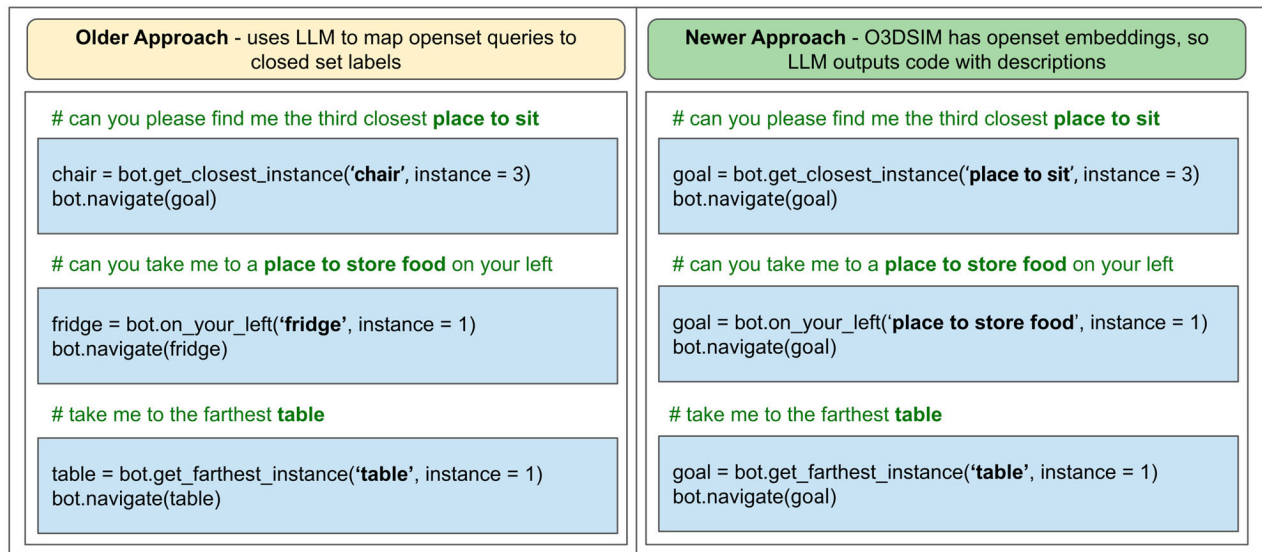 Older Approach - uses LLM to map openset queries to
closed set labels
# can you please find me the third closest place to sit
chair = bot.get_closest_instance(‘chair’, instance = 3)
bot.navigate(goal)
# can you take me to a place to store food on your left
fridge = bot.on_your_left(‘fridge’, instance = 1)
bot.navigate(fridge)
# take me to the farthest table
table = bot.get_farthest_instance(‘table’, instance = 1)
bot.navigate(table)
Newer Approach - O3DSIM has openset embeddings, so
LLM outputs code with descriptions
# can you please find me the third closest place to sit
goal = bot.get_closest_instance(‘place to sit’, instance = 3)
bot.navigate(goal)
# can you take me to a place to store food on your left
goal = bot.on_your_left(‘place to store food’, instance = 1)
bot.navigate(goal)
# take me to the farthest table
goal = bot.get_farthest_instance(‘table’, instance = 1)
bot.navigate(goal)